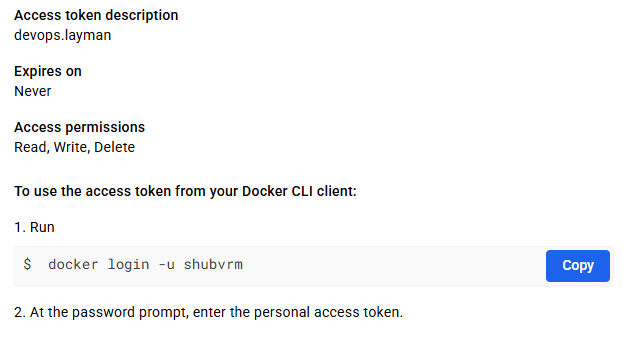 Access token description
devops.layman
Expires on
Never
Access permissions
Read, Write, Delete
To use the access token from your Docker CLI client:
1. Run
$ docker login -u shubvrm
Copy
2. At the password prompt, enter the personal access token.